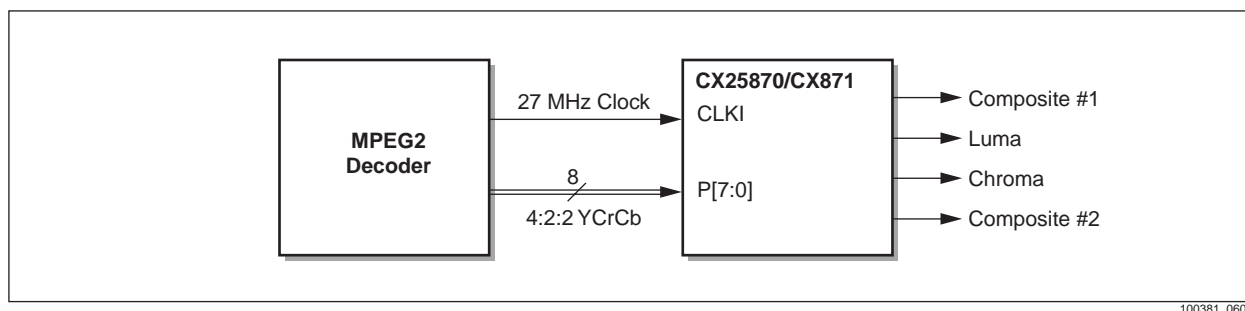 MPEG2
Decoder
27 MHz Clock
8
4:2:2 YCrCb
CX25870/CX871
CLKI
P[7:0]
Composite #1
Luma
Chroma
Composite #2
100381_060